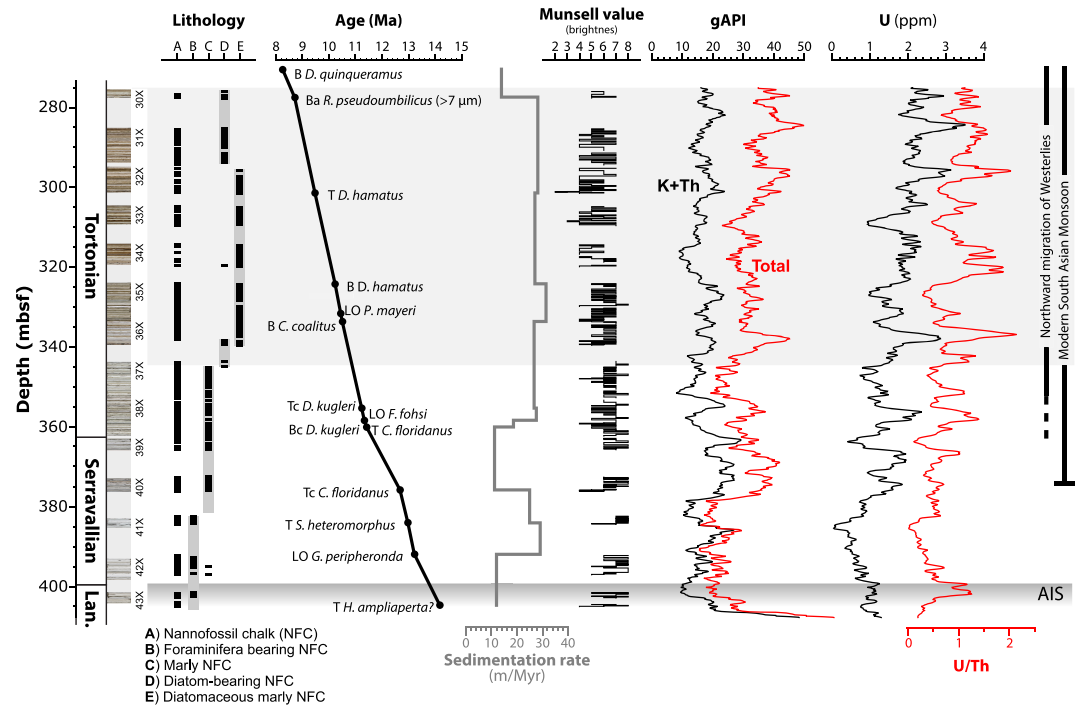 Lithology
Age (Ma)
Munsell value
(brightnes)
gAPI
U (ppm)
A B C D E
8 9 10 11 12 13 14 15
2 3 4 5 6 7 8
0 10 20 30 40 50
0 1 2 3 4
Depth (mbsf)
280
300
320
340
360
380
400
Tortonian
Serravallian
Lan.
30X
31X
32X
33X
34X
35X
36X
37X
38X
39X
40X
41X
42X
43X
B D. quinqueramus
Ba R. pseudoumbilicus (>7 μm)
T D. hamatus
B D. hamatus
LO P. mayeri
B C. coalitus
Tc D. kugleri
LO F. fohsi
Bc D. kugleri
T C. floridanus
Tc C. floridanus
T S. heteromorphus
LO G. peripheronda
T H. ampliaperta?
K+Th
Total
Northward migration of Westerlies
Modern South Asian Monsoon
AIS
A) Nannofossil chalk (NFC)
B) Foraminifera bearing NFC
C) Marly NFC
D) Diatom-bearing NFC
E) Diatomaceous marly NFC
0 10 20 30 40
Sedimentation rate
(m/Myr)
0 1 2
U/Th